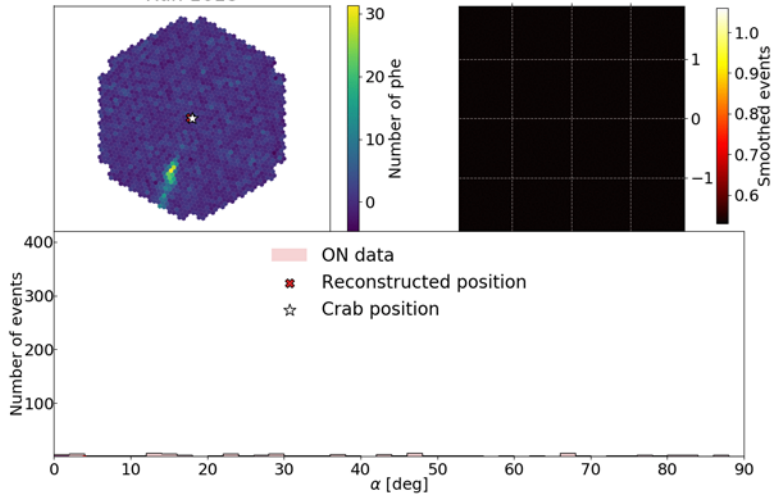 30
20
10
0
Number of phe
1
0
−1
1.0
0.9
0.8
0.7
0.6
Smoothed events
400
300
200
100
Number of events
ON data
Reconstructed position
Crab position
0 10 20 30 40 50 60 70 80 90
α [deg]